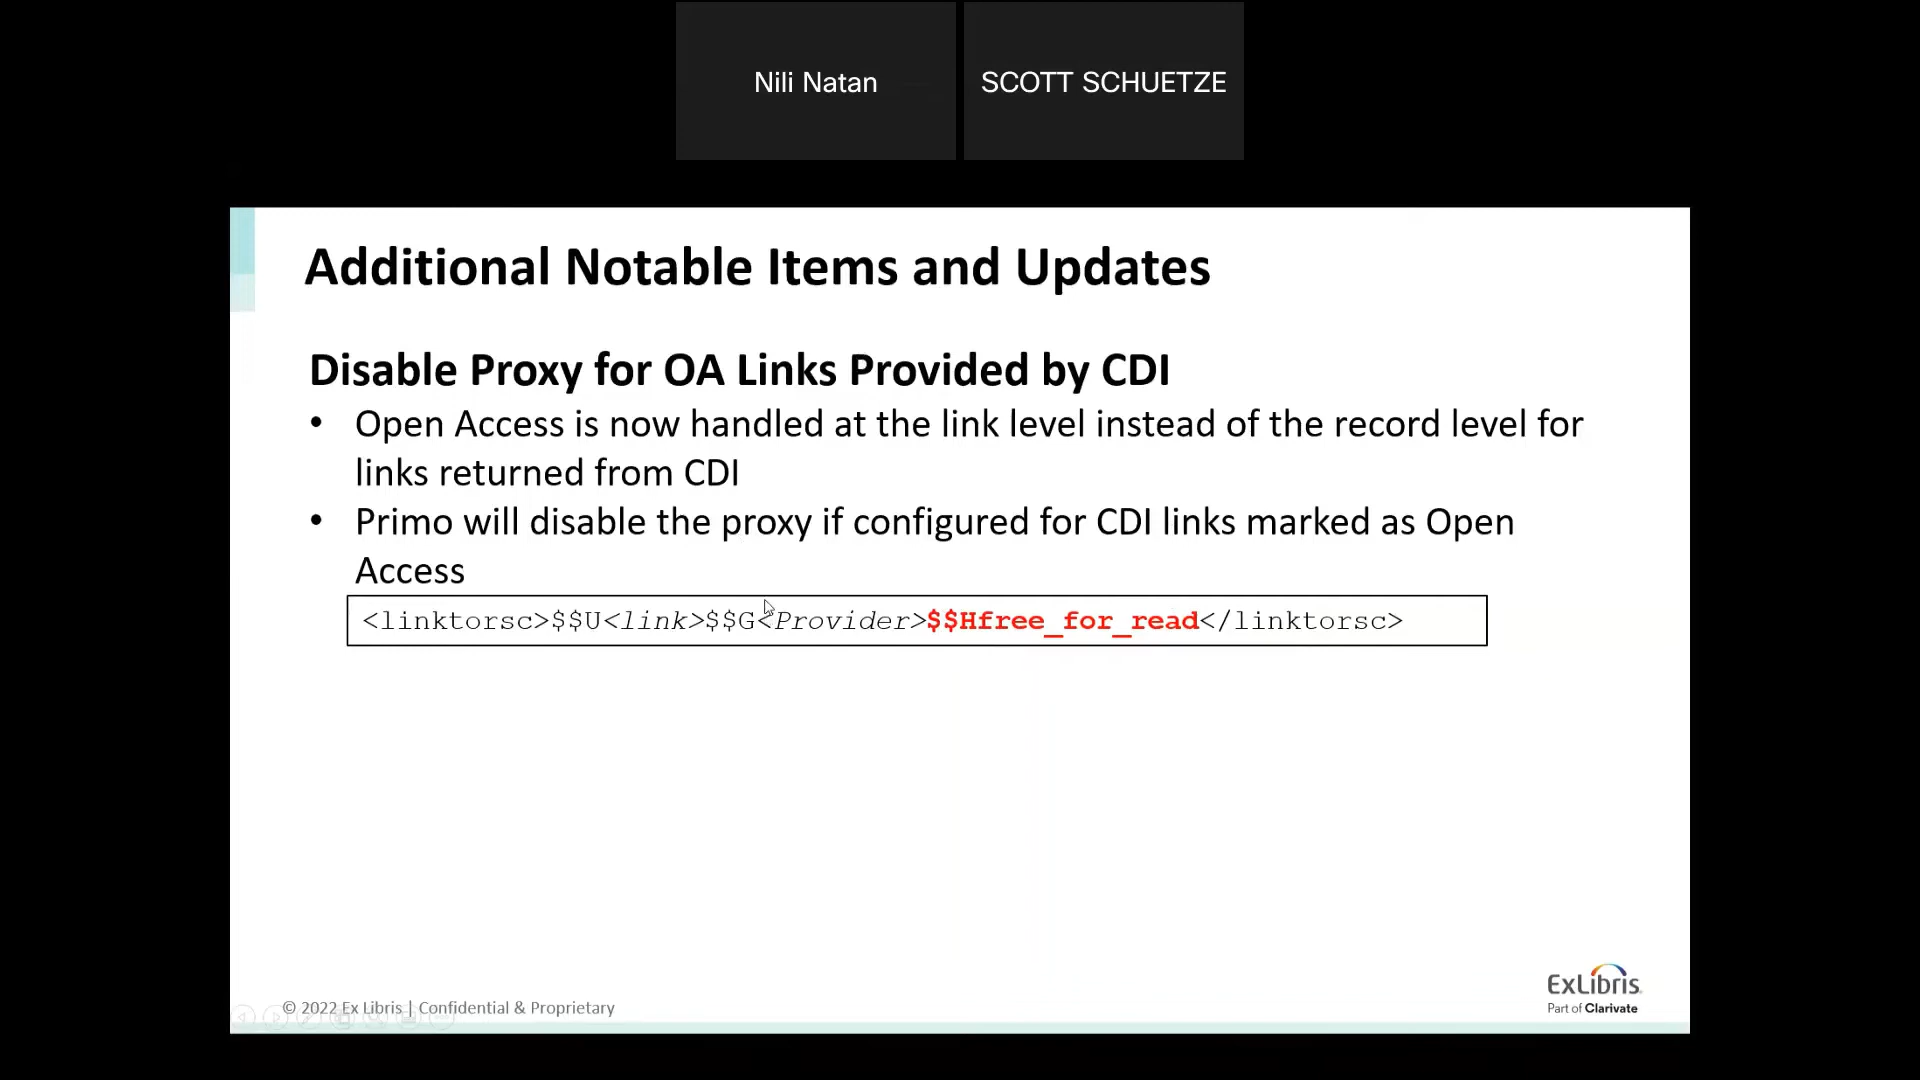 Nili Natan
SCOTT SCHUETZE
Additional Notable Items and Updates
Disable Proxy for OA Links Provided by CDI
• Open Access is now handled at the link level instead of the record level for
links returned from CDI
• Primo will disable the proxy if configured for CDI links marked as Open
Access
<linktorsc>$$U<link>$$G<Provider>$$Hfree_for_read</linktorsc>
© 2022 Ex Libris | Confidential & Proprietary
ExLibris
Part of Clarivate